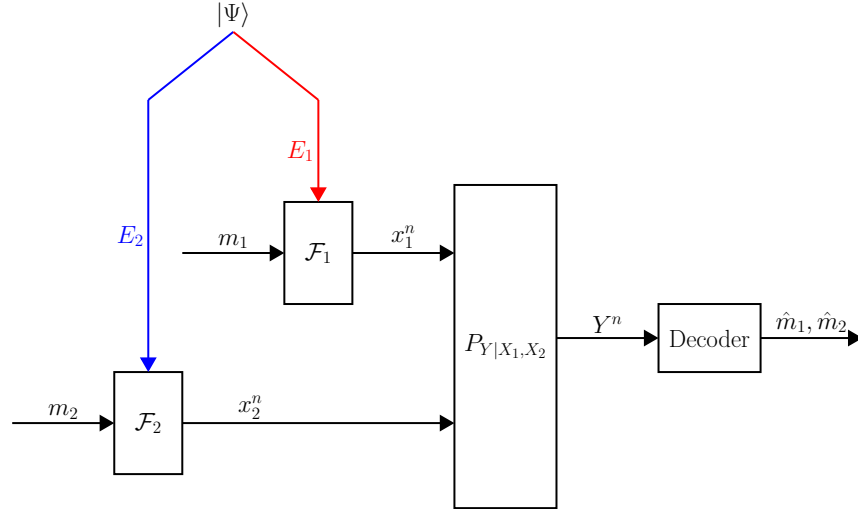 |Ψ⟩
E₁
E₂
m₁
𝓕₁
x₁ⁿ
P_{Y|X₁,X₂}
Yⁿ
Decoder
m̂₁, m̂₂
m₂
𝓕₂
x₂ⁿ